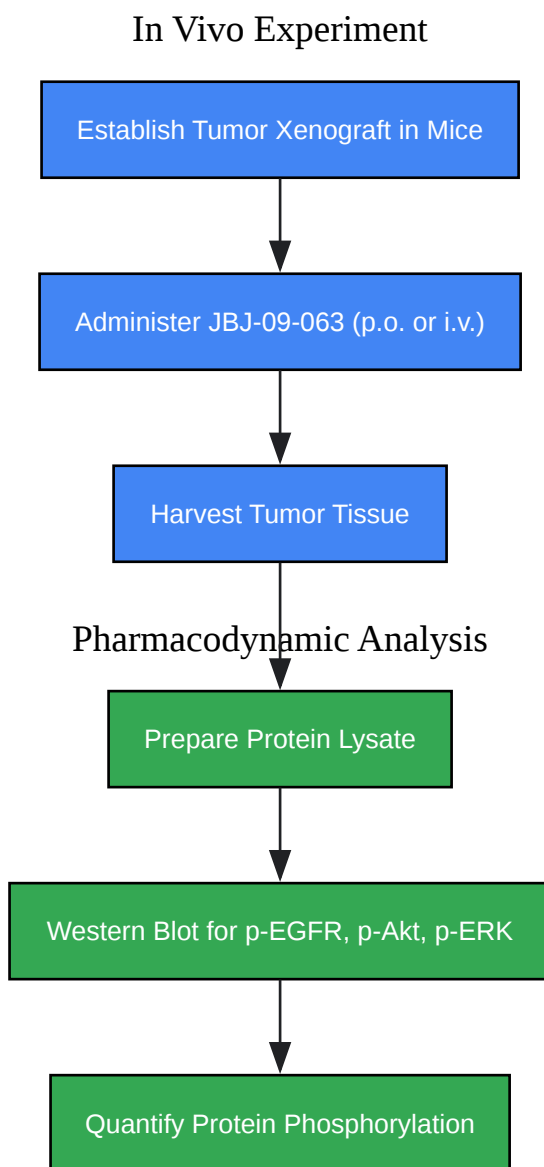 In Vivo Experiment
Establish Tumor Xenograft in Mice
Administer JBJ-09-063 (p.o. or i.v.)
Harvest Tumor Tissue
Pharmacodynamic Analysis
Prepare Protein Lysate
Western Blot for p-EGFR, p-Akt, p-ERK
Quantify Protein Phosphorylation